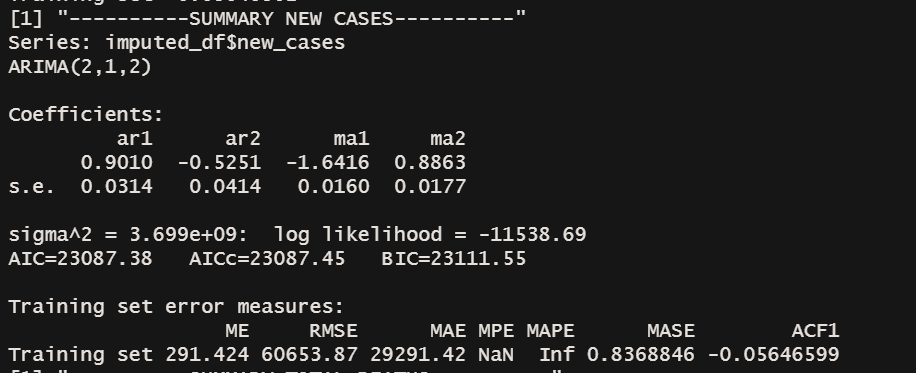 [1] "----------SUMMARY NEW CASES----------"
Series: imputed_df$new_cases
ARIMA(2,1,2)
Coefficients:
ar1 ar2 ma1 ma2
0.9010 -0.5251 -1.6416 0.8863
s.e. 0.0314 0.0414 0.0160 0.0177
sigma^2 = 3.699e+09: log likelihood = -11538.69
AIC=23087.38 AICc=23087.45 BIC=23111.55
Training set error measures:
ME RMSE MAE MPE MAPE MASE ACF1
Training set 291.424 60653.87 29291.42 NaN Inf 0.8368846 -0.05646599